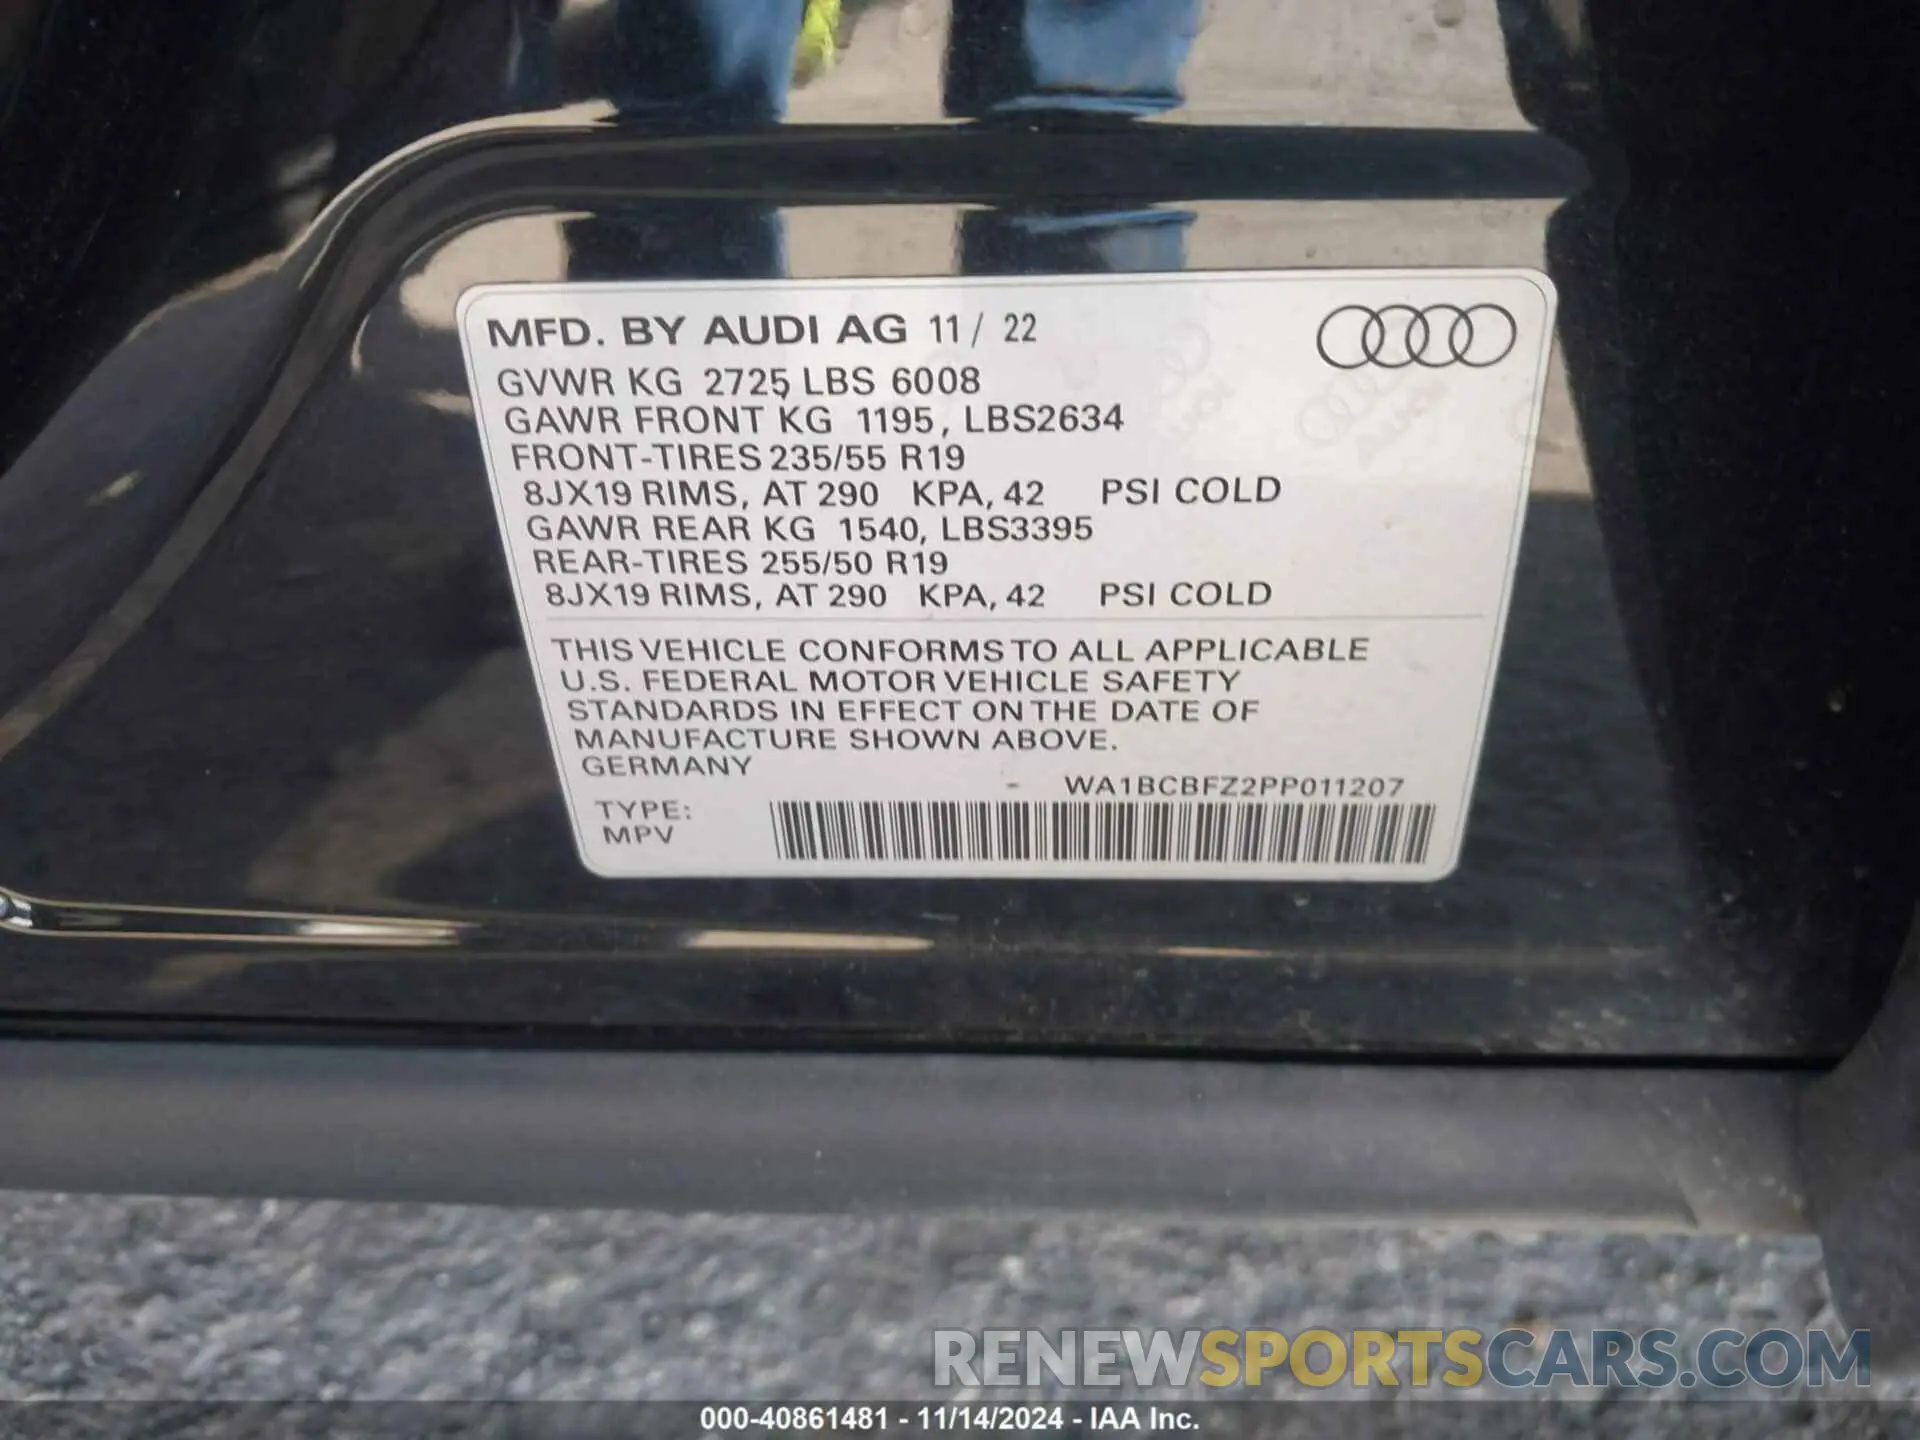 MFD. BY AUDI AG 11 / 22
GVWR KG 2725, LBS 6008
GAWR FRONT KG 1195, LBS2634
FRONT-TIRES 235/55 R19
8JX19 RIMS, AT 290 KPA, 42 PSI COLD
GAWR REAR KG 1540, LBS3395
REAR-TIRES 255/50 R19
8JX19 RIMS, AT 290 KPA, 42 PSI COLD
THIS VEHICLE CONFORMS TO ALL APPLICABLE
U.S. FEDERAL MOTOR VEHICLE SAFETY
STANDARDS IN EFFECT ON THE DATE OF
MANUFACTURE SHOWN ABOVE.
GERMANY
- WA1BCBFZ2PP011207
TYPE:
MPV
RENEWSPORTSCARS.COM
000-40861481 - 11/14/2024 - IAA Inc.